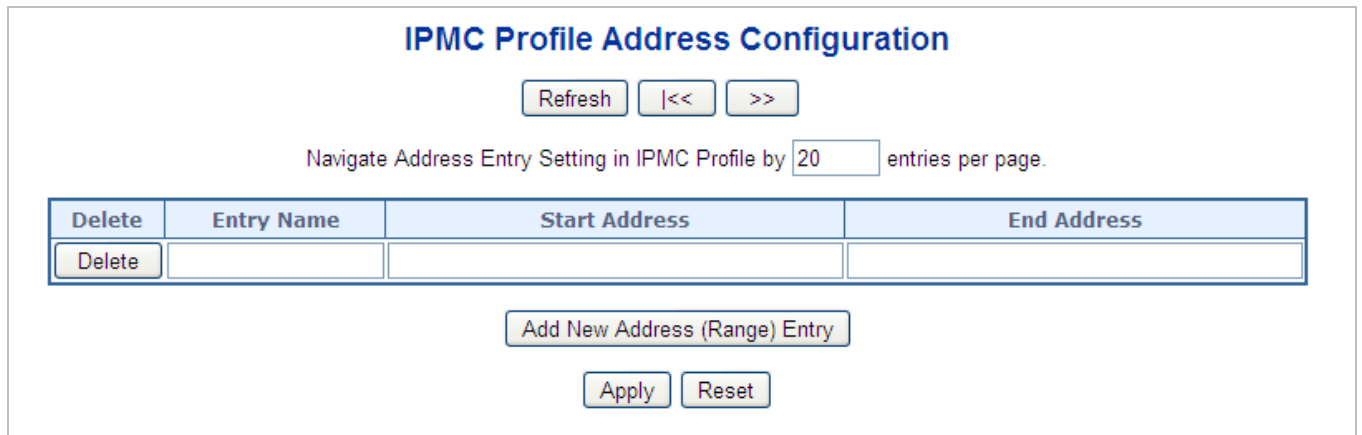 IPMC Profile Address Configuration
Refresh |<< >>
Navigate Address Entry Setting in IPMC Profile by 20 entries per page.
Delete Entry Name Start Address End Address
Delete
Add New Address (Range) Entry
Apply Reset